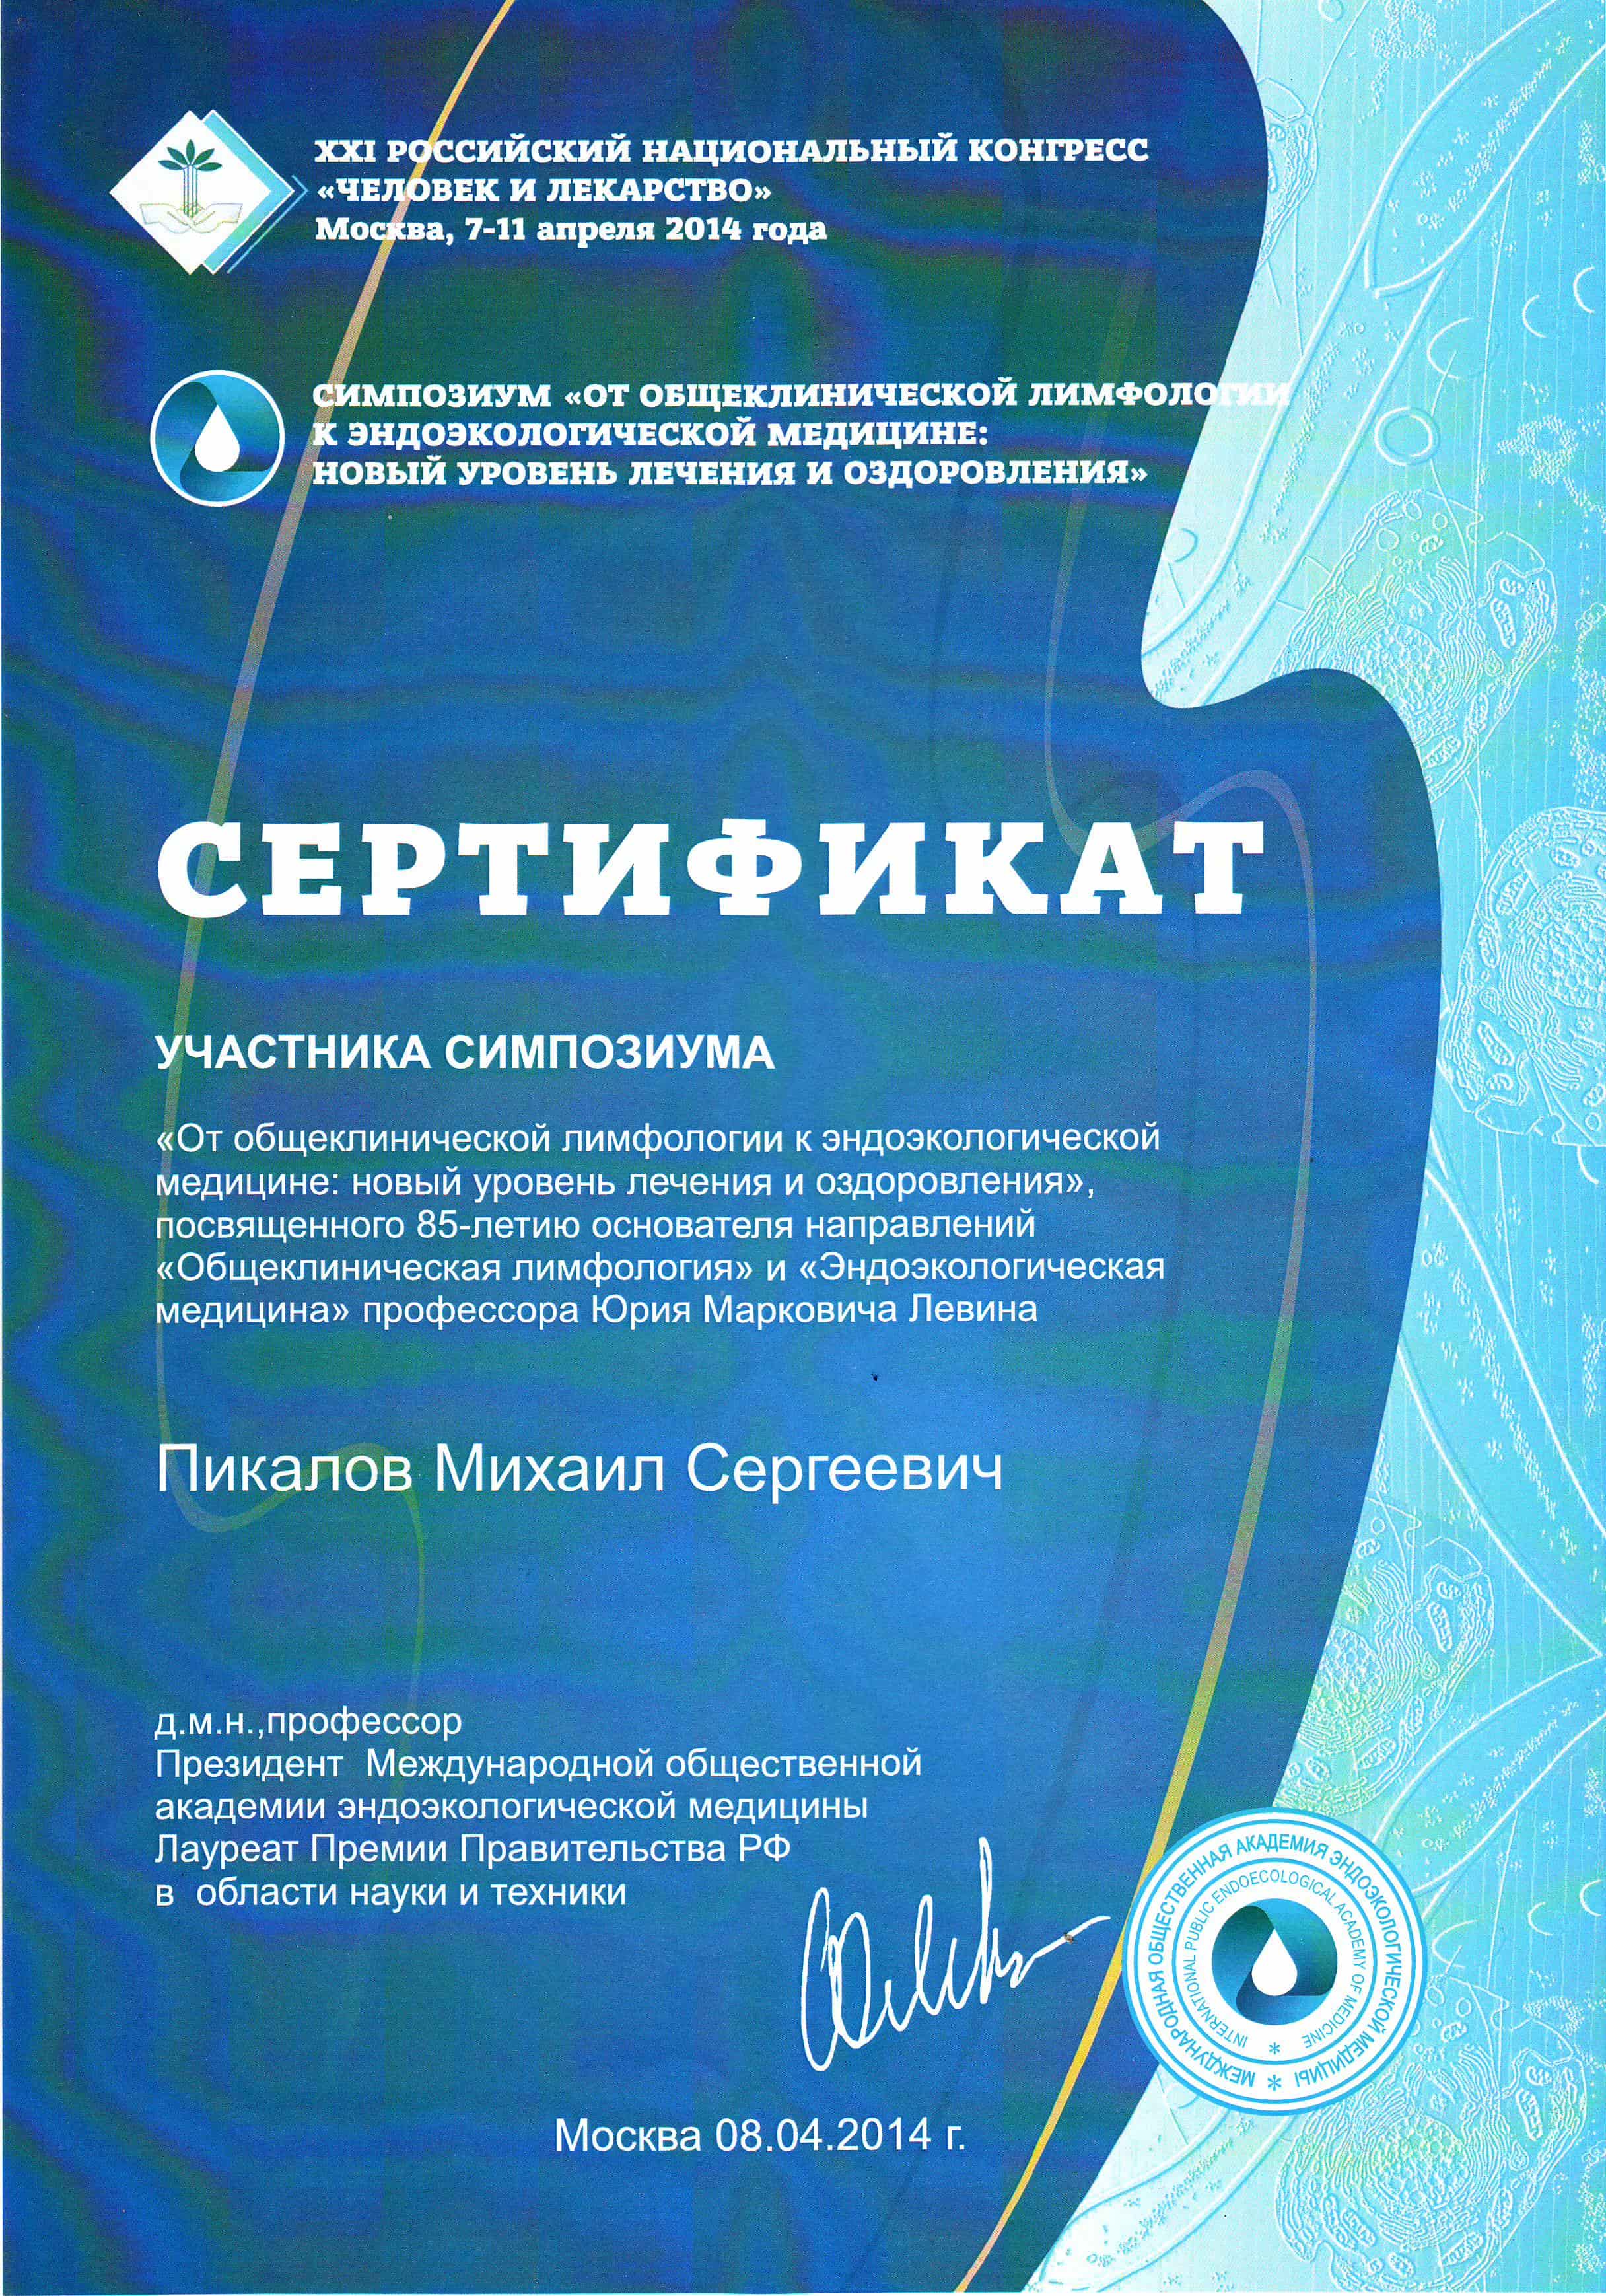 XXI РОССИЙСКИЙ НАЦИОНАЛЬНЫЙ КОНГРЕСС
«ЧЕЛОВЕК И ЛЕКАРСТВО»
Москва, 7-11 апреля 2014 года
СИМПОЗИУМ «ОТ ОБЩЕКЛИНИЧЕСКОЙ ЛИМФОЛОГИИ
К ЭНДОЭКОЛОГИЧЕСКОЙ МЕДИЦИНЕ:
НОВЫЙ УРОВЕНЬ ЛЕЧЕНИЯ И ОЗДОРОВЛЕНИЯ»
СЕРТИФИКАТ
УЧАСТНИКА СИМПОЗИУМА
«От общеклинической лимфологии к эндоэкологической
медицине: новый уровень лечения и оздоровления»,
посвященного 85-летию основателя направлений
«Общеклиническая лимфология» и «Эндоэкологическая
медицина» профессора Юрия Марковича Левина
Пикалов Михаил Сергеевич
д.м.н.,профессор
Президент Международной общественной
академии эндоэкологической медицины
Лауреат Премии Правительства РФ
в области науки и техники
МЕЖДУНАРОДНАЯ ОБЩЕСТВЕННАЯ АКАДЕМИЯ ЭНДОЭКОЛОГИЧЕСКОЙ МЕДИЦИНЫ *
INTERNATIONAL PUBLIC ENDOECOLOGICAL ACADEMY OF MEDICINE *
Москва 08.04.2014 г.